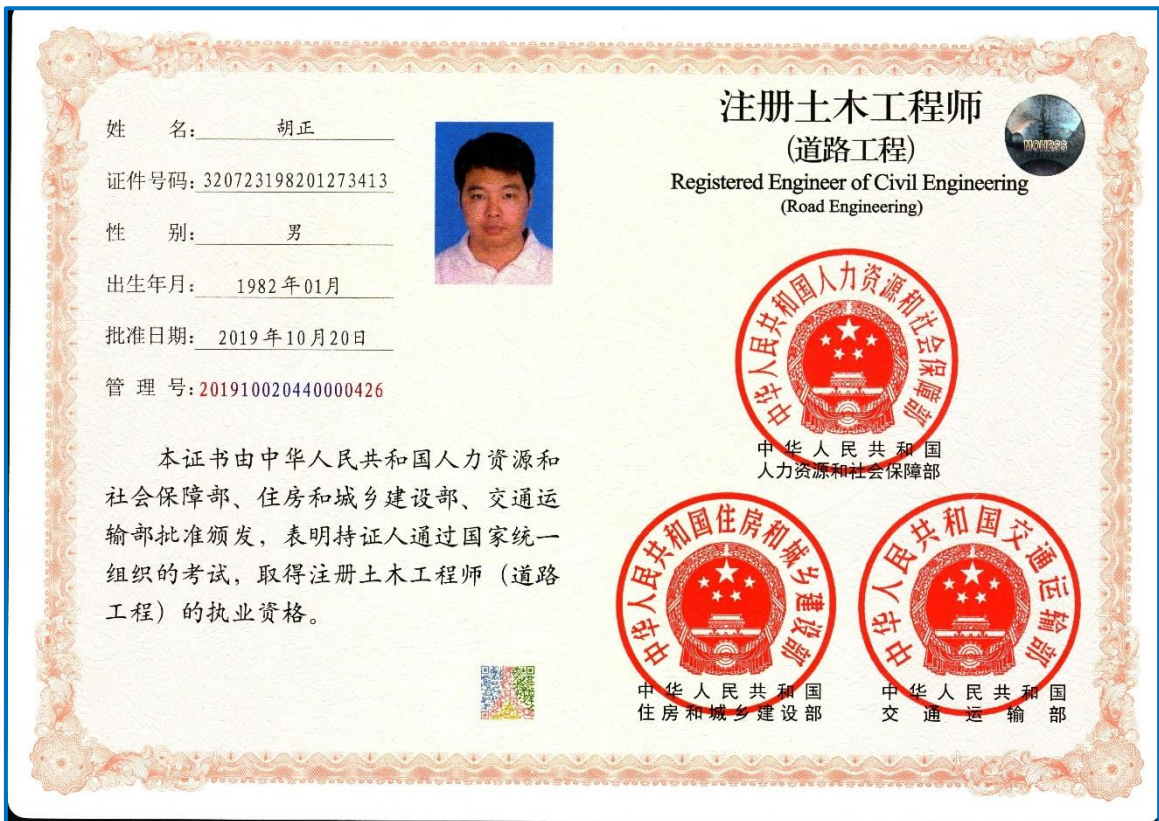 姓 名: 胡正
证件号码: 320723198201273413
性 别: 男
出生年月: 1982年01月
批准日期: 2019年10月20日
管 理 号: 201910020440000426
本证书由中华人民共和国人力资源和
社会保障部、住房和城乡建设部、交通运
输部批准颁发，表明持证人通过国家统一
组织的考试，取得注册土木工程师（道路
工程）的执业资格。
注册土木工程师
(道路工程)
Registered Engineer of Civil Engineering
(Road Engineering)
MOHRSS
中华人民共和国人力资源和社会保障部
中华人民共和国
人力资源和社会保障部
中华人民共和国住房和城乡建设部
中华人民共和国
住房和城乡建设部
中华人民共和国交通运输部
中华人民共和国
交通运输部